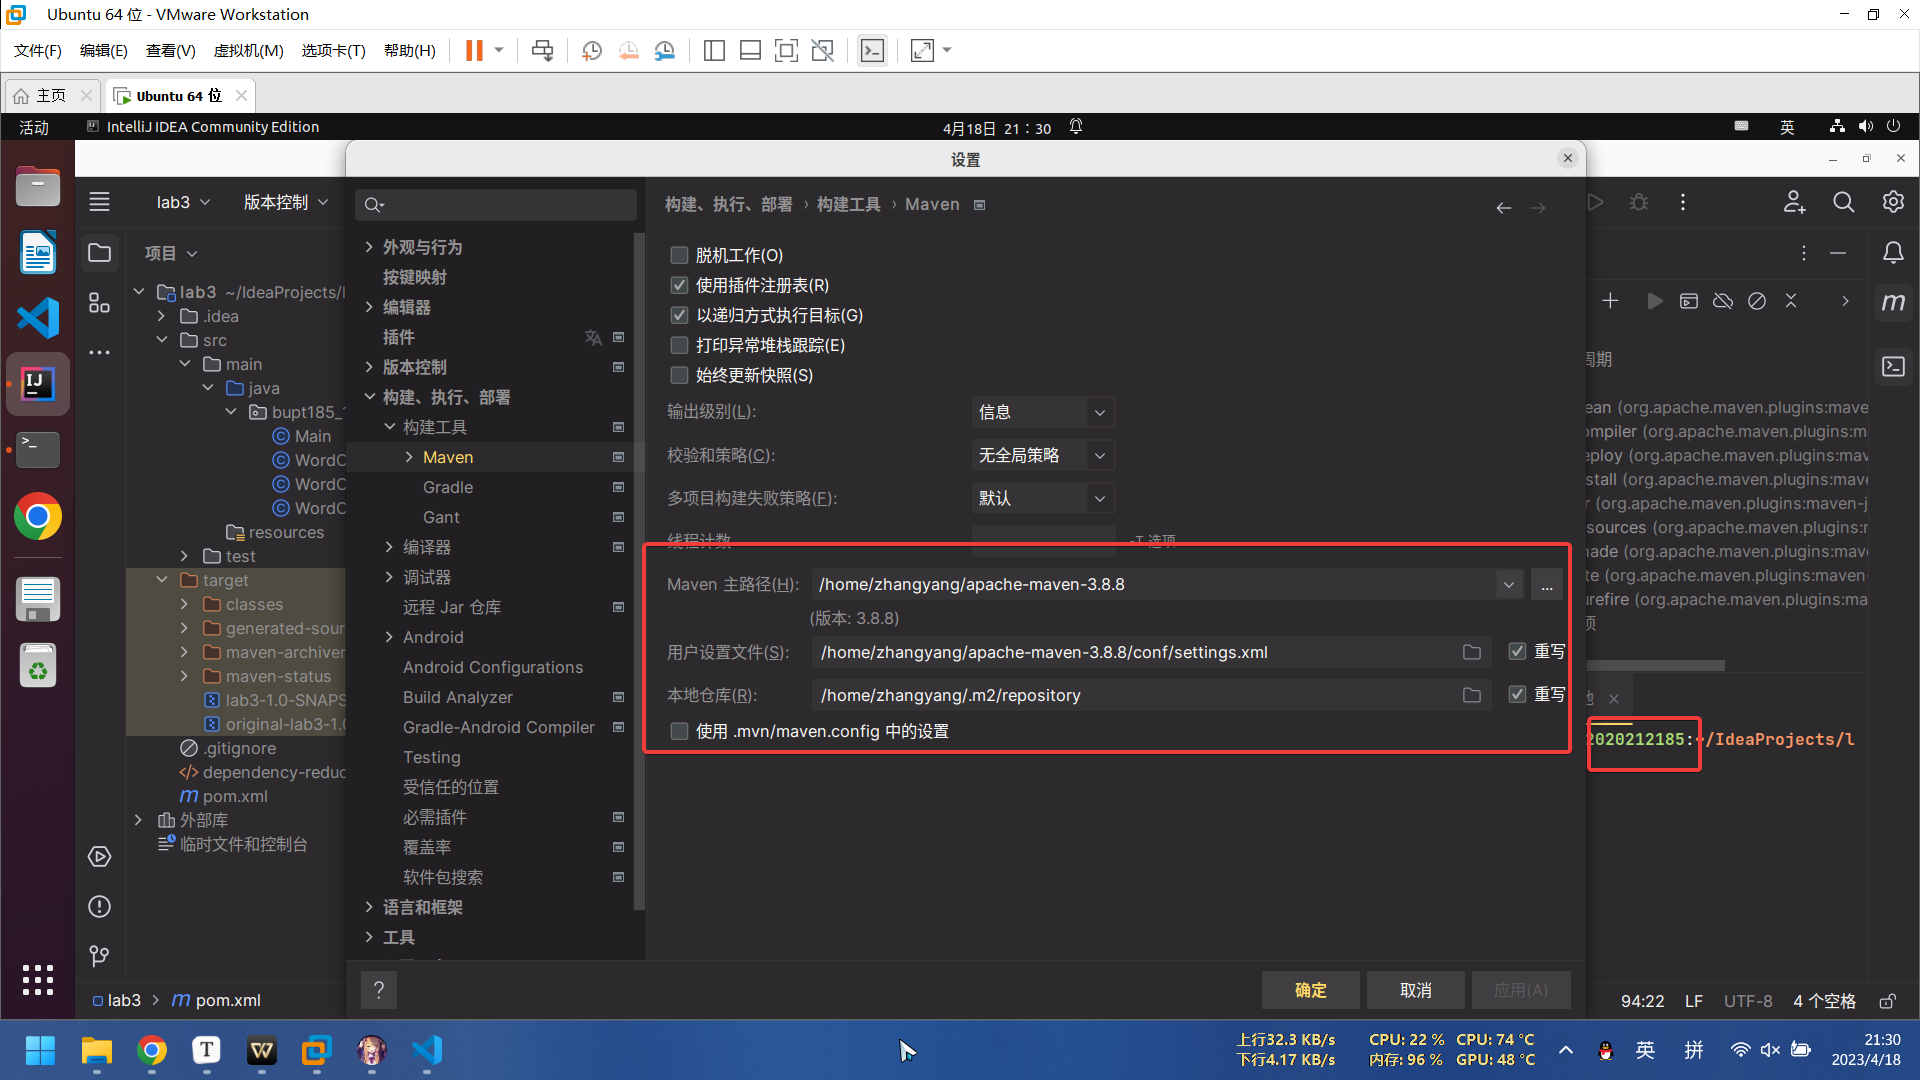 Ubuntu 64 位 - VMware Workstation
文件(F) 编辑(E) 查看(V) 虚拟机(M) 选项卡(T) 帮助(H)
主页 Ubuntu 64 位
活动 IntelliJ IDEA Community Edition 4月18日 21：30 英
设置
lab3 版本控制
构建、执行、部署 › 构建工具 › Maven
项目
外观与行为
按键映射
编辑器
插件
版本控制
构建、执行、部署
构建工具
Maven
Gradle
Gant
编译器
调试器
远程 Jar 仓库
Android
Android Configurations
Build Analyzer
Gradle-Android Compiler
Testing
受信任的位置
必需插件
覆盖率
软件包搜索
语言和框架
工具
lab3 ~/IdeaProjects/l
.idea
src
main
java
bupt185_
Main
WordC
WordC
WordC
resources
test
target
classes
generated-sour
maven-archiver
maven-status
lab3-1.0-SNAPS
original-lab3-1.0
.gitignore
dependency-reduc
pom.xml
外部库
临时文件和控制台
脱机工作(O)
使用插件注册表(R)
以递归方式执行目标(G)
打印异常堆栈跟踪(E)
始终更新快照(S)
输出级别(L): 信息
校验和策略(C): 无全局策略
多项目构建失败策略(F): 默认
线程计数 -T 选项
Maven 主路径(H): /home/zhangyang/apache-maven-3.8.8 ...
(版本: 3.8.8)
用户设置文件(S): /home/zhangyang/apache-maven-3.8.8/conf/settings.xml 重写
本地仓库(R): /home/zhangyang/.m2/repository 重写
使用 .mvn/maven.config 中的设置
周期
ean (org.apache.maven.plugins:mave
ompiler (org.apache.maven.plugins:m
eploy (org.apache.maven.plugins:mav
stall (org.apache.maven.plugins:mave
r (org.apache.maven.plugins:maven-j
sources (org.apache.maven.plugins:m
hade (org.apache.maven.plugins:mav
te (org.apache.maven.plugins:maven-
urefire (org.apache.maven.plugins:ma
项
2020212185:~/IdeaProjects/l
? 确定 取消 应用(A)
lab3 › pom.xml 94:22 LF UTF-8 4 个空格
上行32.3 KB/s CPU: 22 % CPU: 74 °C
下行4.17 KB/s 内存: 96 % GPU: 48 °C
英 拼
21:30
2023/4/18